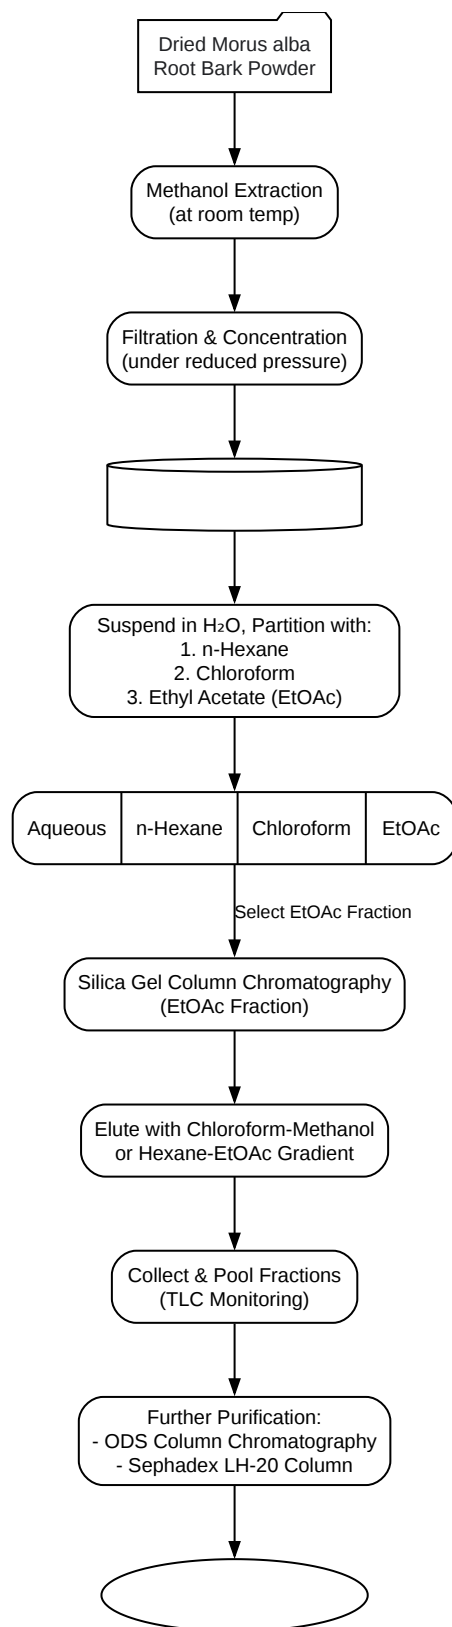 Dried Morus alba
Root Bark Powder
Methanol Extraction
(at room temp)
Filtration & Concentration
(under reduced pressure)
Suspend in H₂O, Partition with:
1. n-Hexane
2. Chloroform
3. Ethyl Acetate (EtOAc)
Aqueous n-Hexane Chloroform EtOAc
Select EtOAc Fraction
Silica Gel Column Chromatography
(EtOAc Fraction)
Elute with Chloroform-Methanol
or Hexane-EtOAc Gradient
Collect & Pool Fractions
(TLC Monitoring)
Further Purification:
- ODS Column Chromatography
- Sephadex LH-20 Column